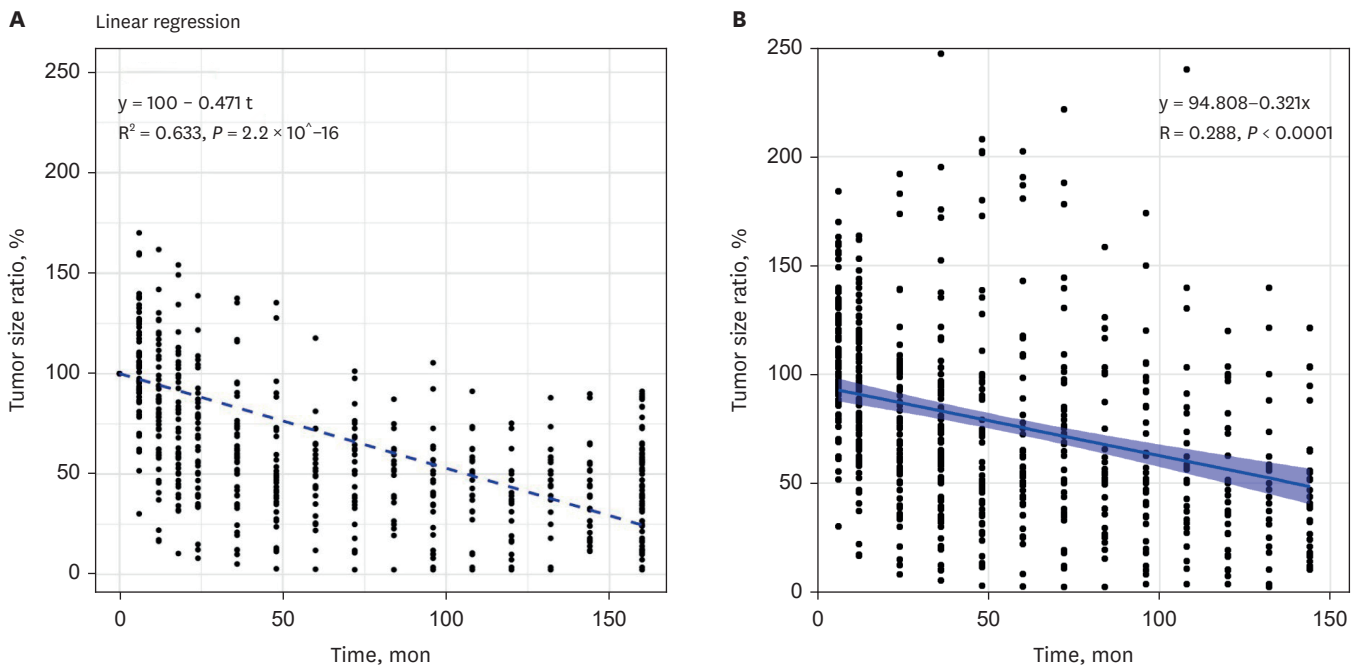 A
Linear regression
250
200
150
100
50
0
y = 100 − 0.471 t
R² = 0.633, P = 2.2 × 10^−16
0
50
100
150
Tumor size ratio, %
Time, mon
B
250
200
150
100
50
0
y = 94.808–0.321x
R = 0.288, P < 0.0001
0
50
100
150
Tumor size ratio, %
Time, mon